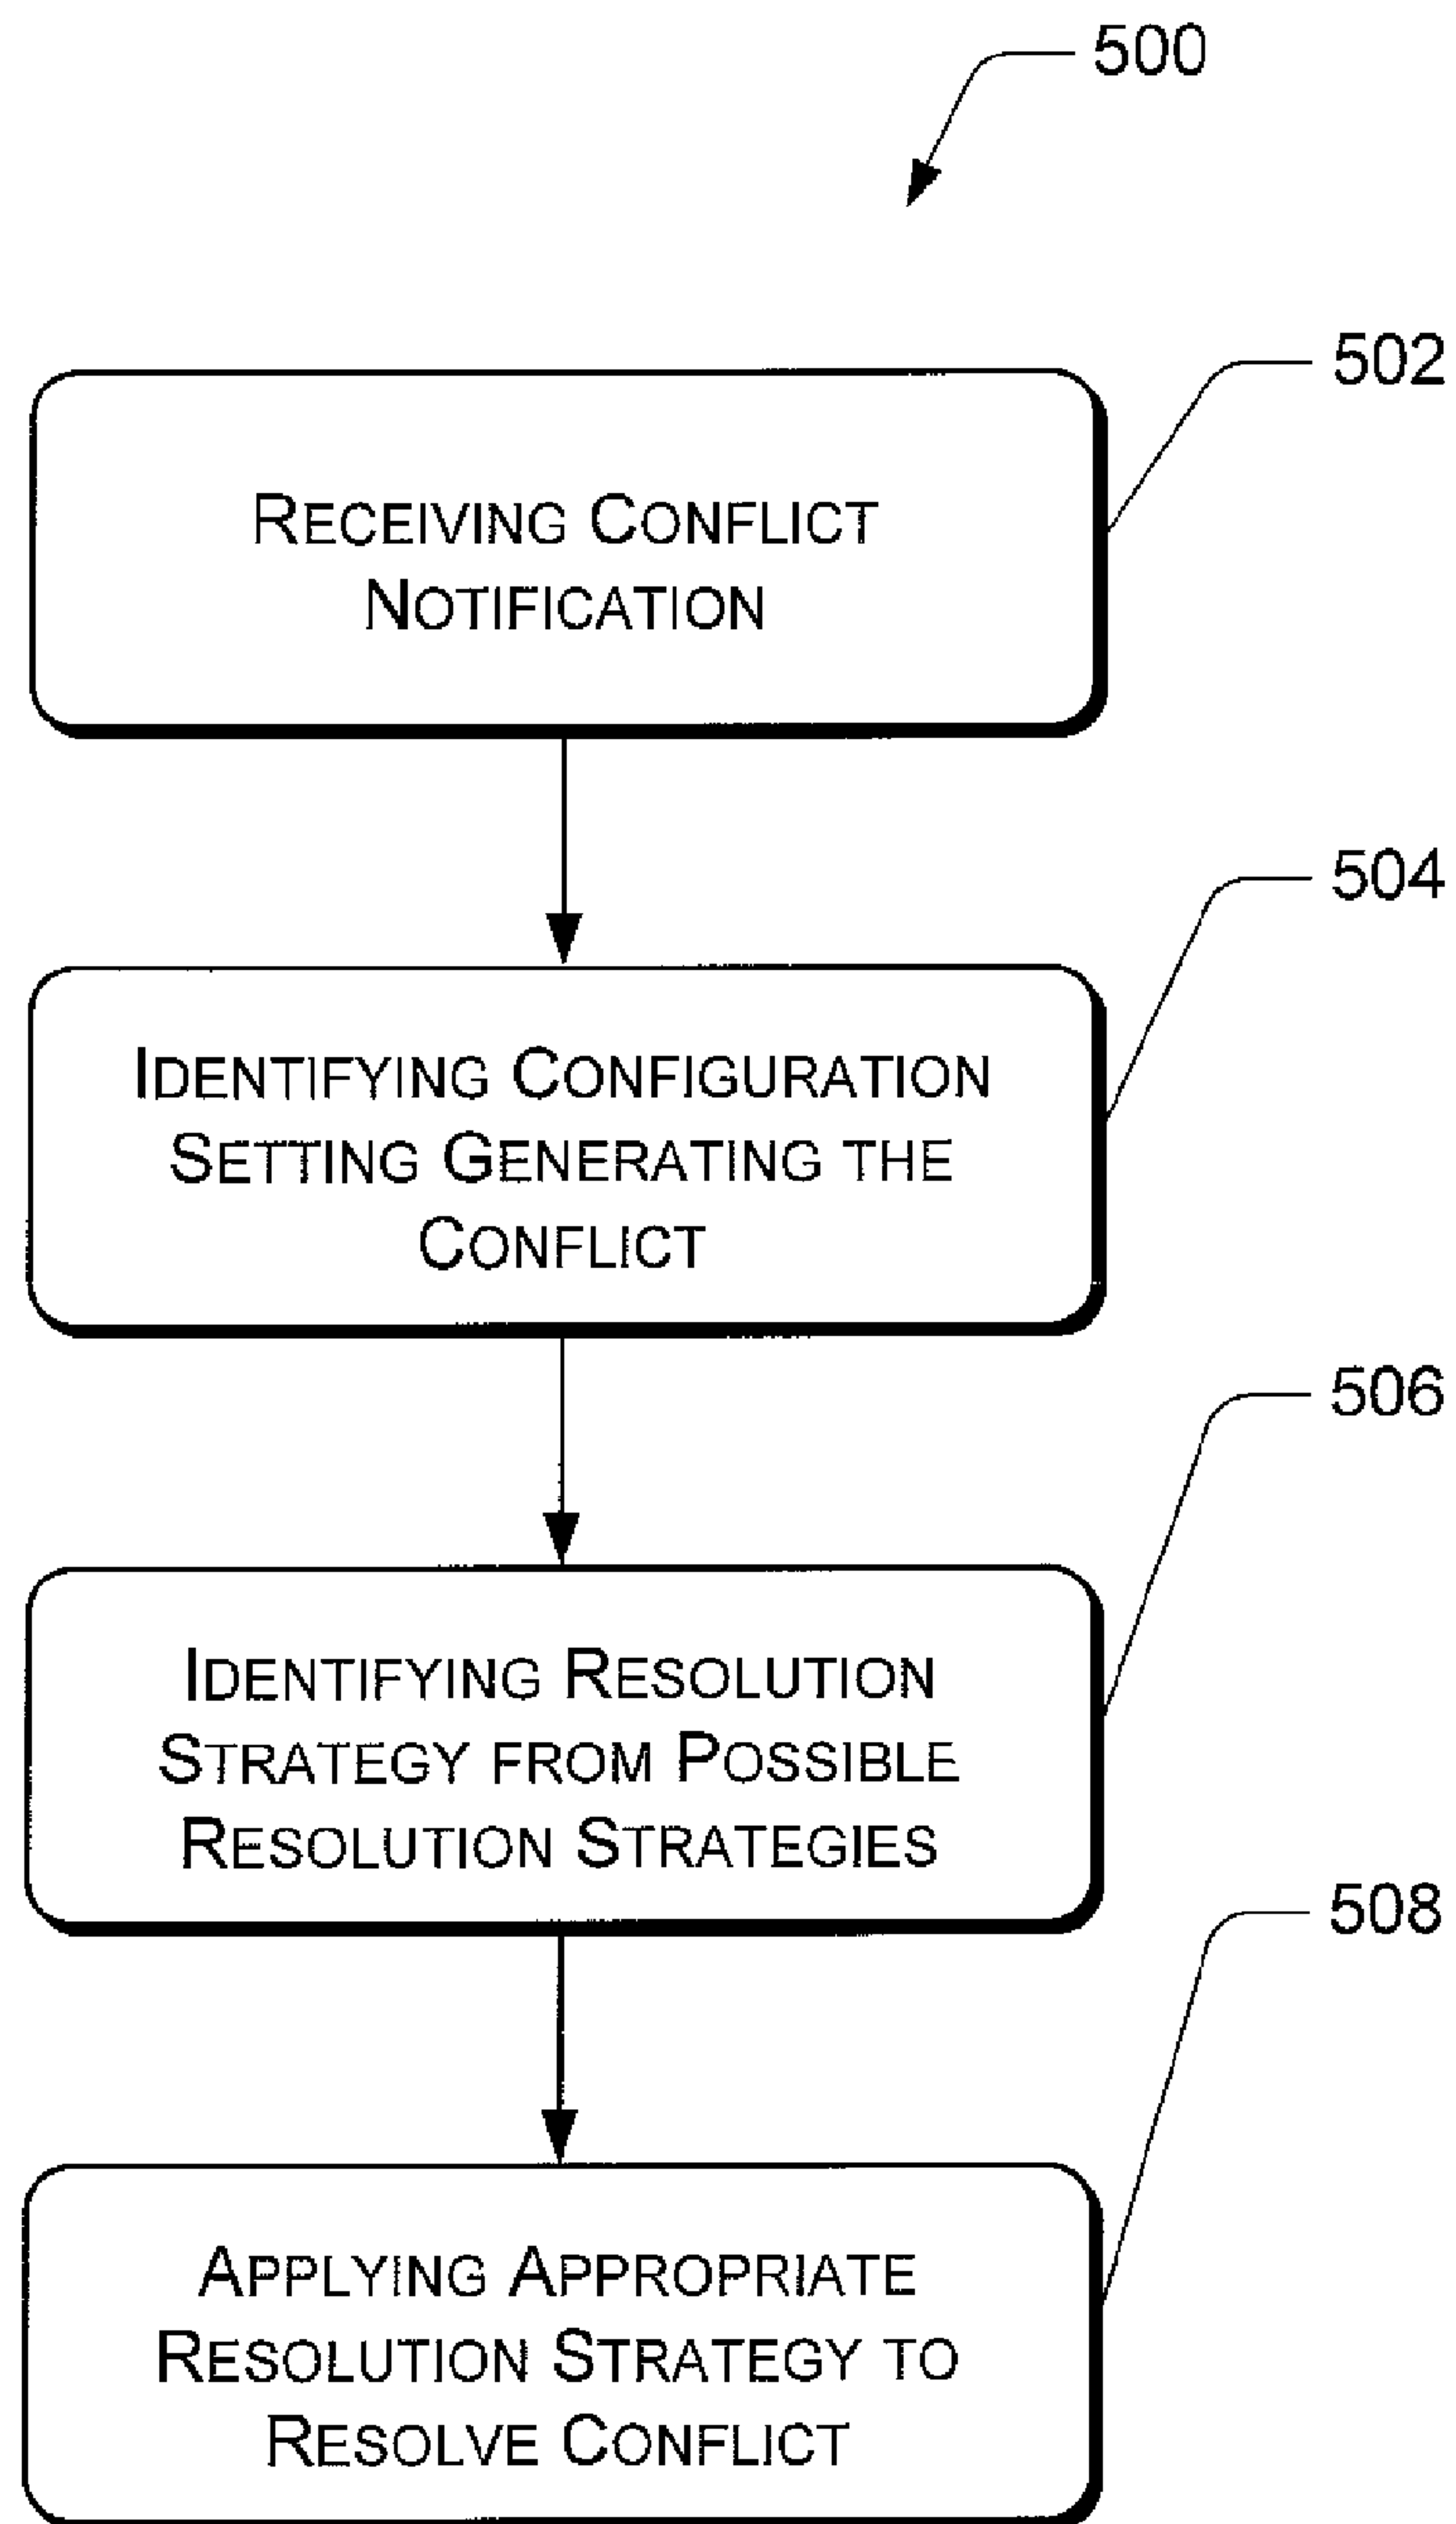 500
502
RECEIVING CONFLICT
NOTIFICATION
504
IDENTIFYING CONFIGURATION
SETTING GENERATING THE
CONFLICT
506
IDENTIFYING RESOLUTION
STRATEGY FROM POSSIBLE
RESOLUTION STRATEGIES
508
APPLYING APPROPRIATE
RESOLUTION STRATEGY TO
RESOLVE CONFLICT